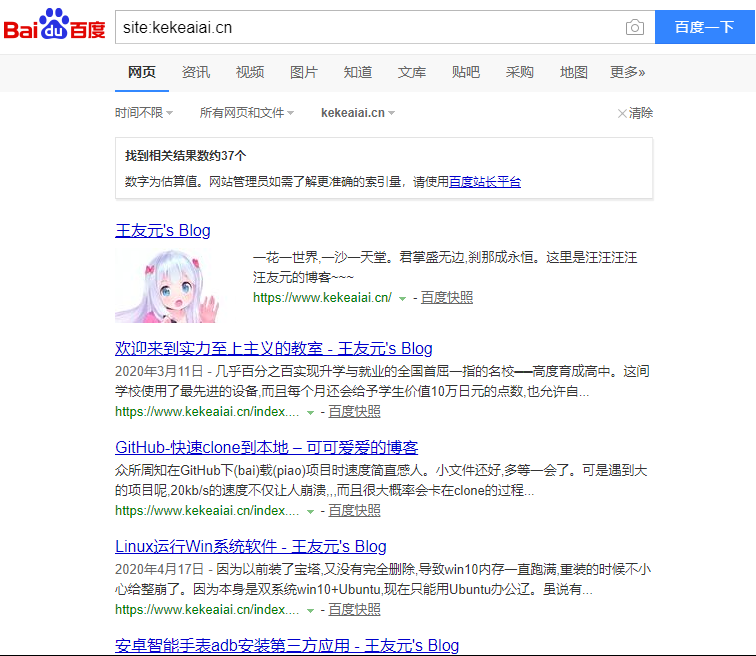 Bai du 百度
site:kekeaiai.cn
百度一下
网页 资讯 视频 图片 知道 文库 贴吧 采购 地图 更多»
时间不限 所有网页和文件 kekeaiai.cn ×清除
找到相关结果数约37个
数字为估算值。网站管理员如需了解更准确的索引量，请使用百度站长平台
王友元's Blog
一花一世界,一沙一天堂。君掌盛无边,刹那成永恒。这里是汪汪汪汪
汪友元的博客~~~
https://www.kekeaiai.cn/ - 百度快照
欢迎来到实力至上主义的教室 - 王友元's Blog
2020年3月11日 - 几乎百分之百实现升学与就业的全国首屈一指的名校━━高度育成高中。这间
学校使用了最先进的设备,而且每个月还会给予学生价值10万日元的点数,也允许自...
https://www.kekeaiai.cn/index.... - 百度快照
GitHub-快速clone到本地 – 可可爱爱的博客
众所周知在GitHub下(bai)载(piao)项目时速度简直感人。小文件还好,多等一会了。可是遇到大
的项目呢,20kb/s的速度不仅让人崩溃,,,而且很大概率会卡在clone的过程...
https://www.kekeaiai.cn/index.... - 百度快照
Linux运行Win系统软件 - 王友元's Blog
2020年4月17日 - 因为以前装了宝塔,又没有完全删除,导致win10内存一直跑满,重装的时候不小
心给整崩了。因为本身是双系统win10+Ubuntu,现在只能用Ubuntu办公辽。虽说有...
https://www.kekeaiai.cn/index.... - 百度快照
安卓智能手表adb安装第三方应用 - 王友元's Blog